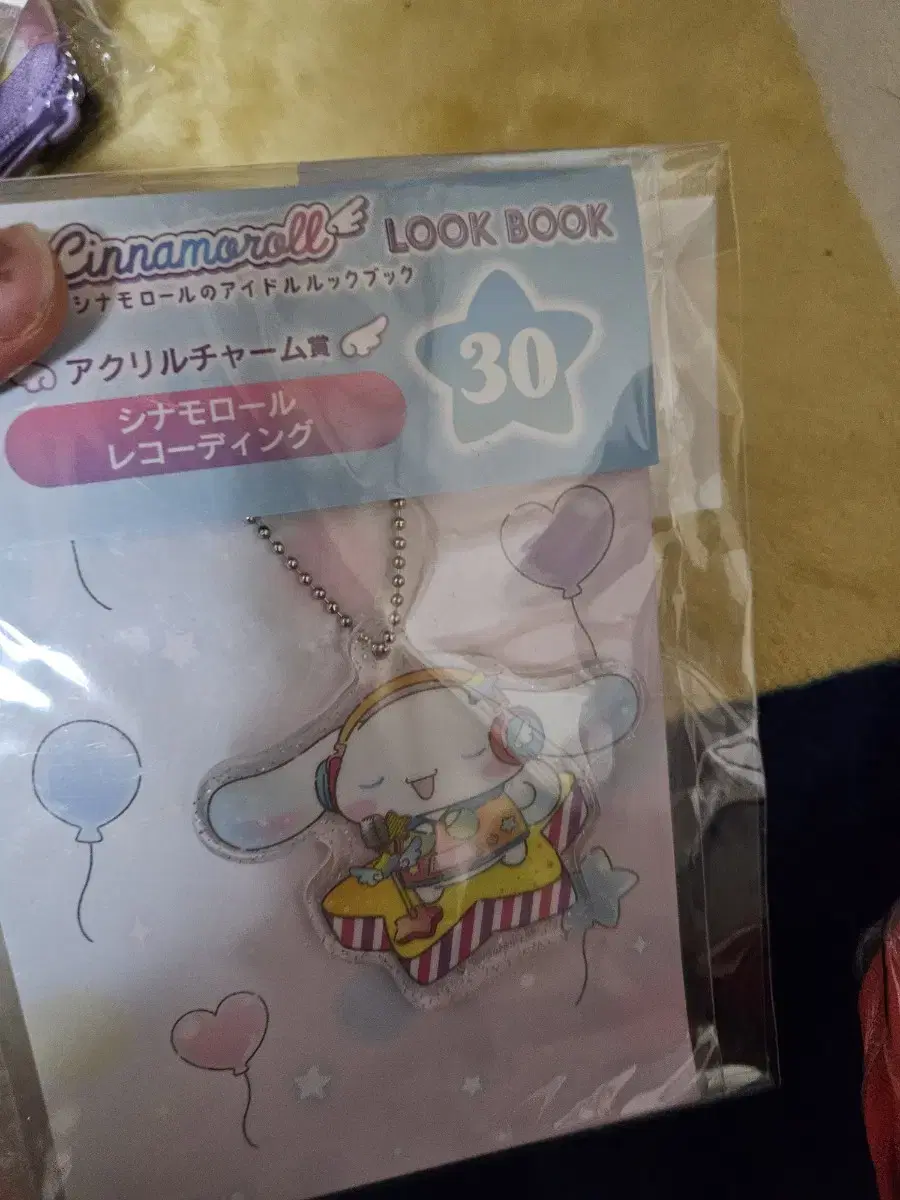 Cinnamoroll LOOK BOOK
シナモロールのアイドルルックブック
アクリルチャーム賞
30
シナモロール
レコーディング